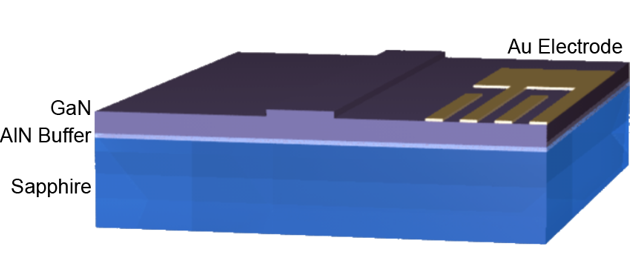 Au Electrode
GaN
AlN Buffer
Sapphire